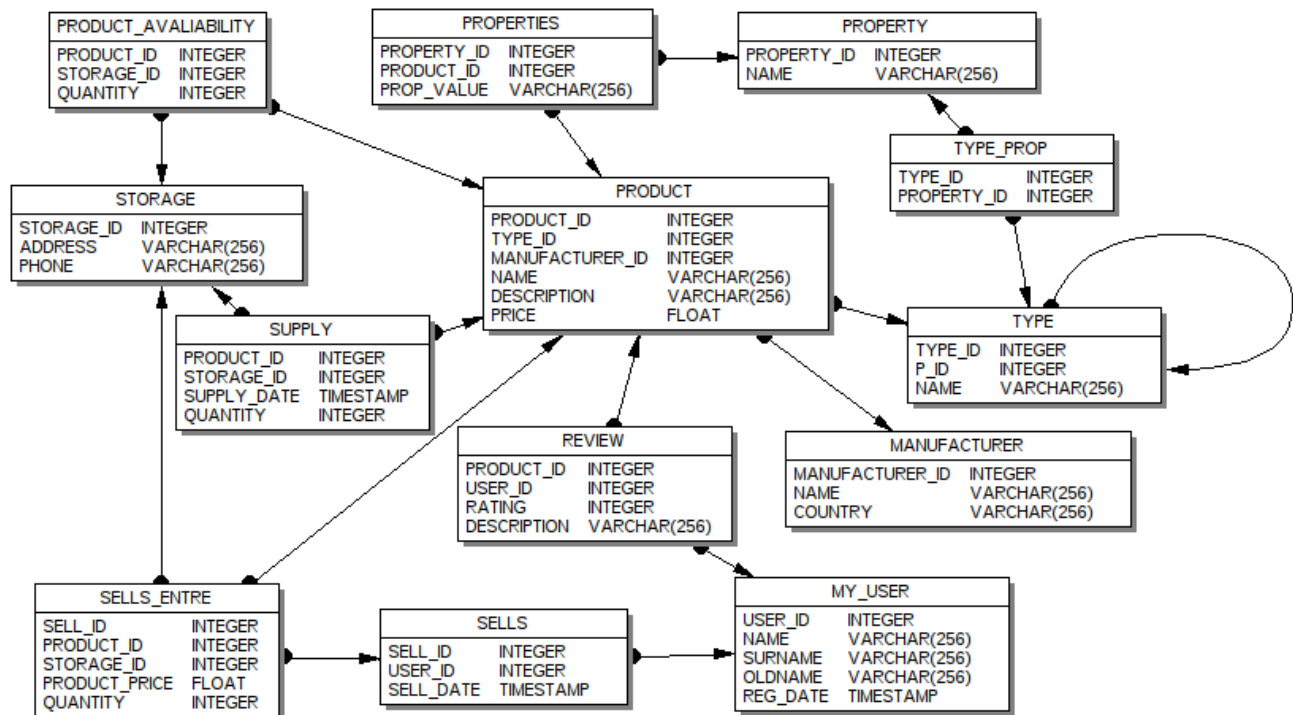 PRODUCT_AVALIABILITY
PRODUCT_ID INTEGER
STORAGE_ID INTEGER
QUANTITY INTEGER
PROPERTIES
PROPERTY_ID INTEGER
PRODUCT_ID INTEGER
PROP_VALUE VARCHAR(256)
PROPERTY
PROPERTY_ID INTEGER
NAME VARCHAR(256)
TYPE_PROP
TYPE_ID INTEGER
PROPERTY_ID INTEGER
STORAGE
STORAGE_ID INTEGER
ADDRESS VARCHAR(256)
PHONE VARCHAR(256)
PRODUCT
PRODUCT_ID INTEGER
TYPE_ID INTEGER
MANUFACTURER_ID INTEGER
NAME VARCHAR(256)
DESCRIPTION VARCHAR(256)
PRICE FLOAT
SUPPLY
PRODUCT_ID INTEGER
STORAGE_ID INTEGER
SUPPLY_DATE TIMESTAMP
QUANTITY INTEGER
TYPE
TYPE_ID INTEGER
P_ID INTEGER
NAME VARCHAR(256)
REVIEW
PRODUCT_ID INTEGER
USER_ID INTEGER
RATING INTEGER
DESCRIPTION VARCHAR(256)
MANUFACTURER
MANUFACTURER_ID INTEGER
NAME VARCHAR(256)
COUNTRY VARCHAR(256)
SELLS_ENTRE
SELL_ID INTEGER
PRODUCT_ID INTEGER
STORAGE_ID INTEGER
PRODUCT_PRICE FLOAT
QUANTITY INTEGER
SELLS
SELL_ID INTEGER
USER_ID INTEGER
SELL_DATE TIMESTAMP
MY_USER
USER_ID INTEGER
NAME VARCHAR(256)
SURNAME VARCHAR(256)
OLDNAME VARCHAR(256)
REG_DATE TIMESTAMP